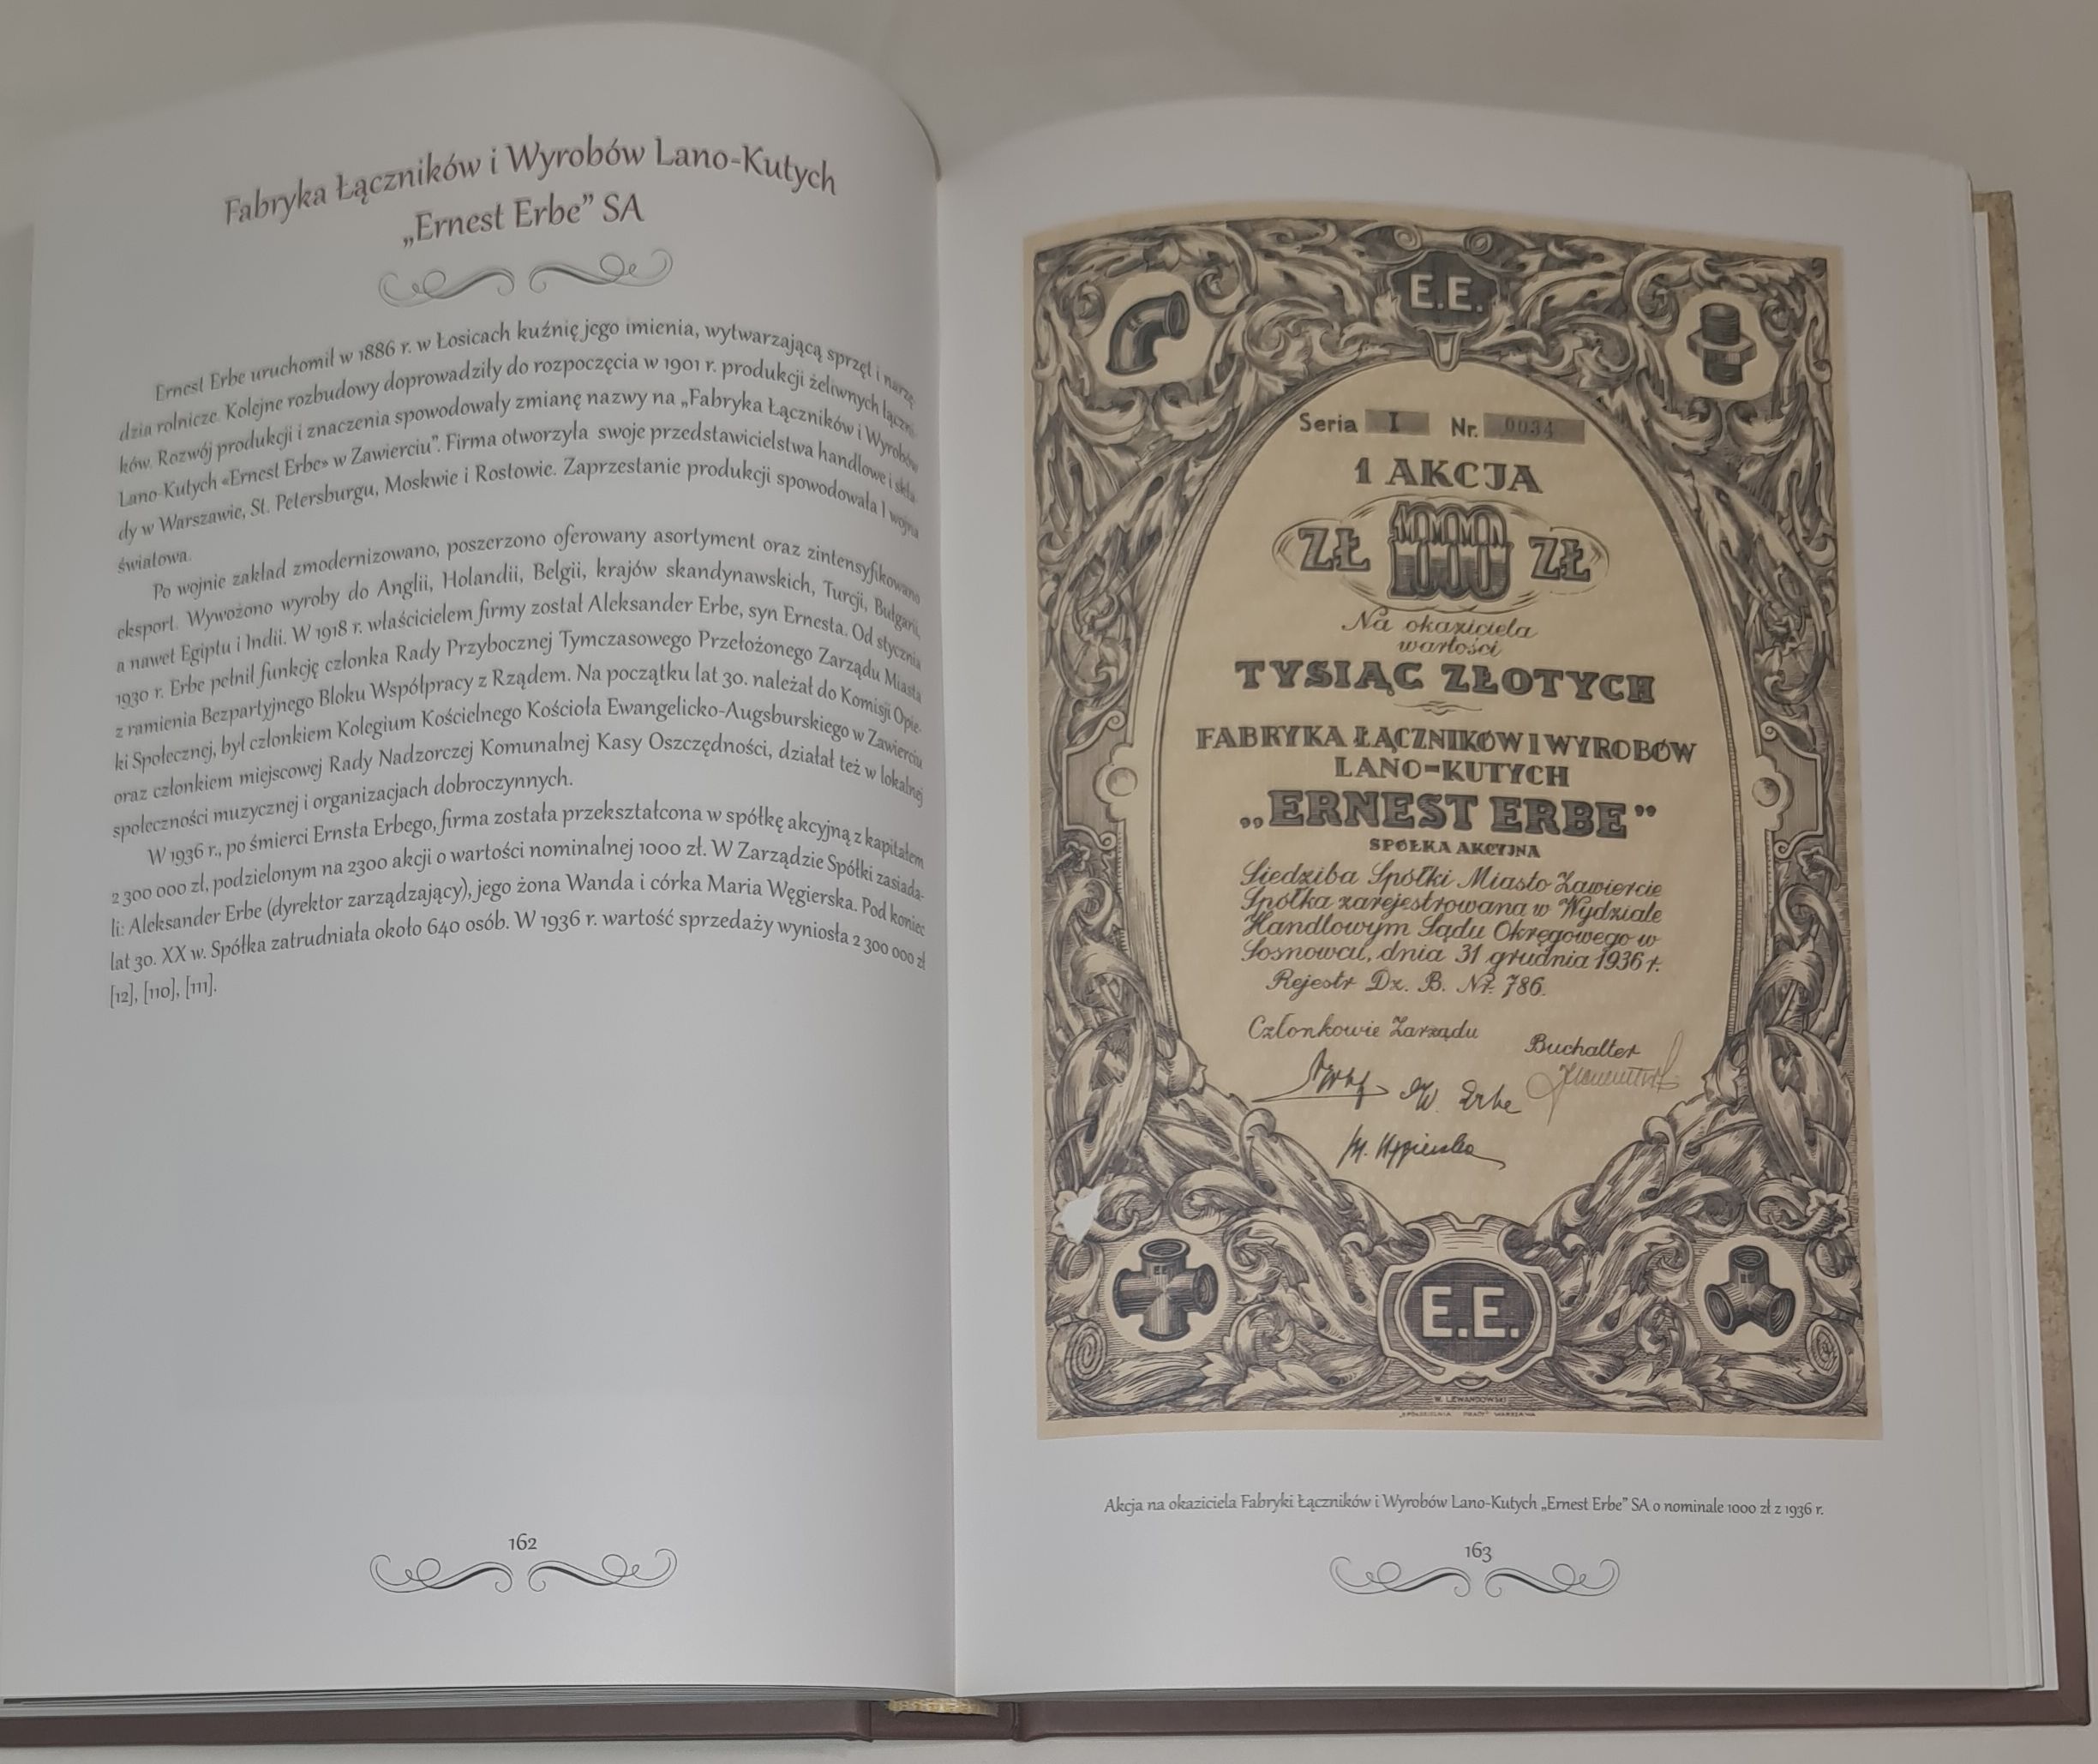 Fabryka Łączników i Wyrobów Lano-Kutych
„Ernest Erbe” SA
Ernest Erbe uruchomił w 1886 r. w Łosicach kuźnię jego imienia, wytwarzającą sprzęt i narzę-
dzia rolnicze. Kolejne rozbudowy doprowadziły do rozpoczęcia w 1901 r. produkcji żeliwnych łączni-
ków. Rozwój produkcji i znaczenia spowodowały zmianę nazwy na „Fabryka Łączników i Wyrobów
Lano-Kutych «Ernest Erbe» w Zawierciu”. Firma otworzyła swoje przedstawicielstwa handlowe i skła-
dy w Warszawie, St. Petersburgu, Moskwie i Rostowie. Zaprzestanie produkcji spowodowała I wojna
światowa.
Po wojnie zakład zmodernizowano, poszerzono oferowany asortyment oraz zintensyfikowano
eksport. Wywożono wyroby do Anglii, Holandii, Belgii, krajów skandynawskich, Turcji, Bułgarii,
a nawet Egiptu i Indii. W 1918 r. właścicielem firmy został Aleksander Erbe, syn Ernesta. Od stycznia
1930 r. Erbe pełnił funkcję członka Rady Przybocznej Tymczasowego Przełożonego Zarządu Miasta
z ramienia Bezpartyjnego Bloku Współpracy z Rządem. Na początku lat 30. należał do Komisji Opie-
ki Społecznej, był członkiem Kolegium Kościelnego Kościoła Ewangelicko-Augsburskiego w Zawierciu
oraz członkiem miejscowej Rady Nadzorczej Komunalnej Kasy Oszczędności, działał też w lokalnej
społeczności muzycznej i organizacjach dobroczynnych.
W 1936 r., po śmierci Ernsta Erbego, firma została przekształcona w spółkę akcyjną z kapitałem
2 300 000 zł, podzielonym na 2300 akcji o wartości nominalnej 1000 zł. W Zarządzie Spółki zasiada-
li: Aleksander Erbe (dyrektor zarządzający), jego żona Wanda i córka Maria Węgierska. Pod koniec
lat 30. XX w. Spółka zatrudniała około 640 osób. W 1936 r. wartość sprzedaży wyniosła 2 300 000 zł
[12], [110], [111].
162
E.E.
Seria I Nr. 0034
1 AKCJA
ZŁ 1000 ZŁ
Na okaziciela
wartości
TYSIĄC ZŁOTYCH
FABRYKA ŁĄCZNIKÓW I WYROBÓW
LANO-KUTYCH
„ERNEST ERBE”
SPÓŁKA AKCYJNA
Siedziba Spółki Miasto Zawiercie
Spółka zarejestrowana w Wydziale
Handlowym Sądu Okręgowego w
Sosnowcu, dnia 31 grudnia 1936 r.
Rejestr Dz. B. Nr. 786.
Członkowie Zarządu Buchalter
W. Erbe
M. Węgierska
EE
E.E.
W. LEWANDOWSKI
„SPÓŁDZIELNIA PRACY” WARSZAWA
Akcja na okaziciela Fabryki Łączników i Wyrobów Lano-Kutych „Ernest Erbe” SA o nominale 1000 zł z 1936 r.
163